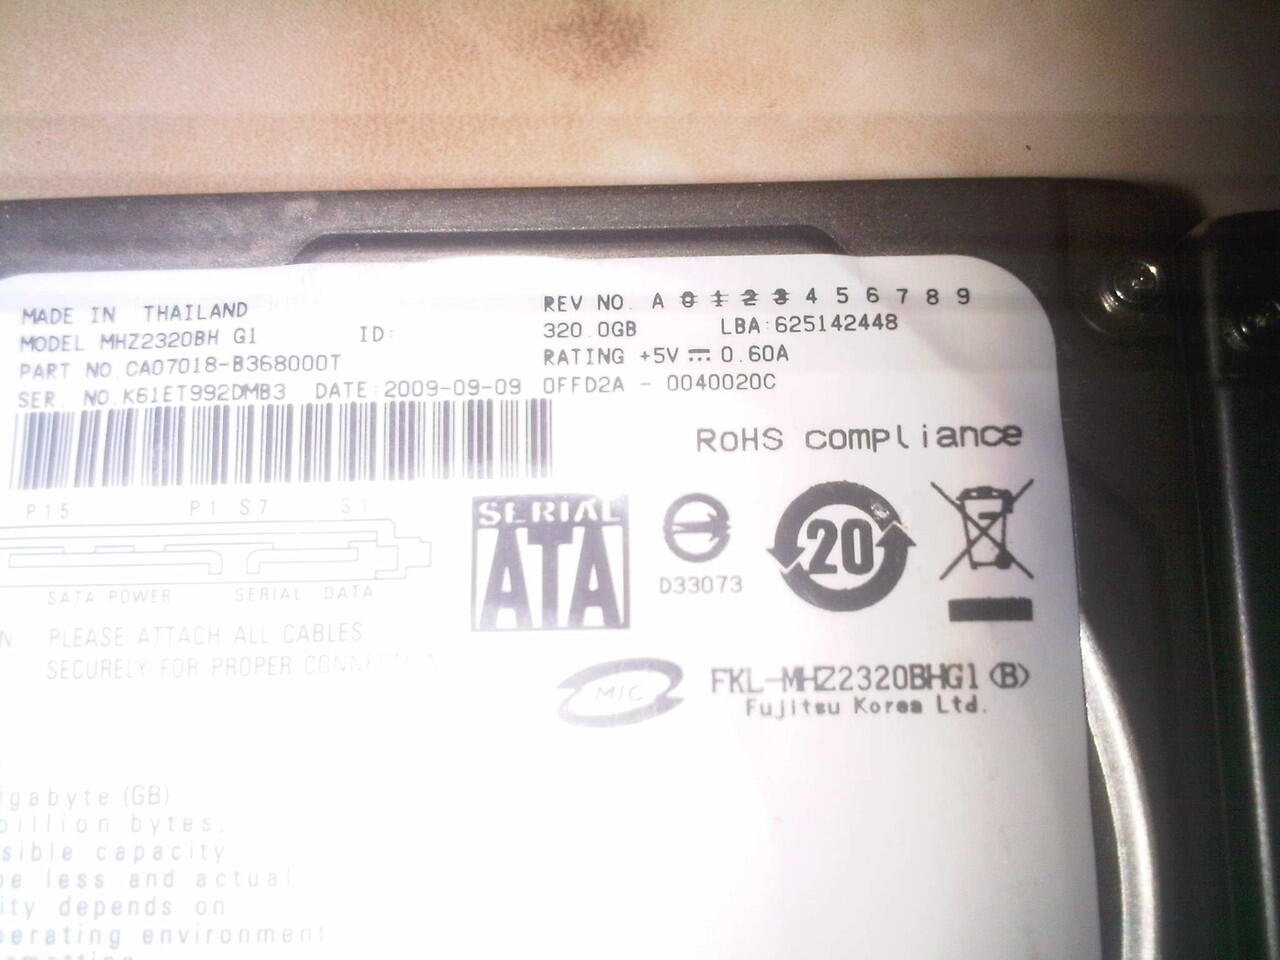 MADE IN THAILAND
MODEL MHZ2320BH G1 ID:
PART NO.CA07018-B368000T
SER. NO.K61ET992DMB3 DATE:2009-09-09 0FFD2A - 0040020C
REV NO. A 0 1 2 3 4 5 6 7 8 9
320.0GB LBA:625142448
RATING +5V ⎓ 0.60A
RoHS compliance
P15 P1 S7 S1
SATA POWER SERIAL DATA
SERIAL
ATA
D33073
20
N PLEASE ATTACH ALL CABLES
SECURELY FOR PROPER CONNECTION
MIC
FKL-MHZ2320BHG1(B)
Fujitsu Korea Ltd.
igabyte (GB)
billion bytes,
sible capacity
be less and actual
ity depends on
perating environment